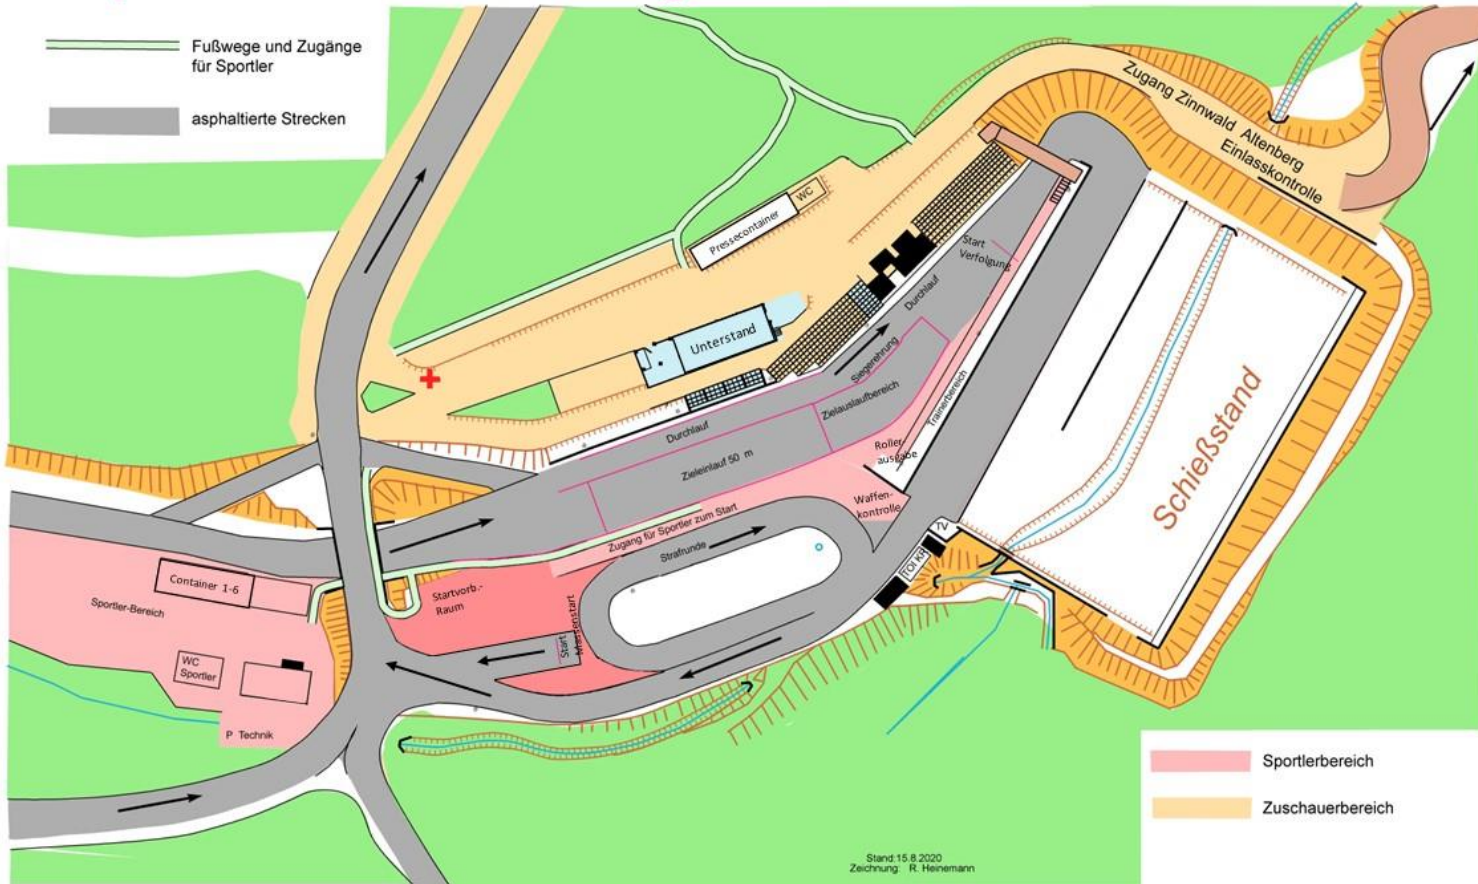 Fußwege und Zugänge
für Sportler
asphaltierte Strecken
Zugang Zinnwald Altenberg
Einlasskontrolle
WC
Pressecontainer
Unterstand
Start
Verfolgung
Durchlauf
Siegerehrung
Zielauslaufbereich
Trainerbereich
Durchlauf
Zieleinlauf 50 m
Roller-
ausgabe
Waffen-
kontrolle
Schießstand
TV
TOI KR
Zugang für Sportler zum Start
Strafrunde
Container 1-6
Sportler-Bereich
Startvorb.-
Raum
Start
Massenstart
WC
Sportler
P Technik
Sportlerbereich
Zuschauerbereich
Stand:15.8.2020
Zeichnung: R. Heinemann